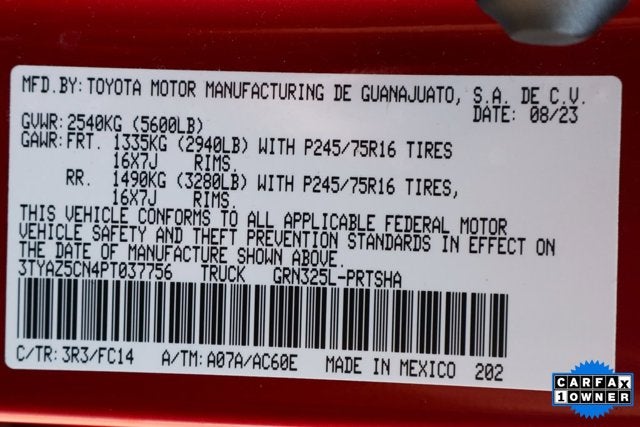 MFD.BY: TOYOTA MOTOR MANUFACTURING DE GUANAJUATO, S.A. DE C.V.
DATE: 08/23
GVWR: 2540KG (5600LB)
GAWR: FRT. 1335KG (2940LB) WITH P245/75R16 TIRES
16X7J RIMS.
RR. 1490KG (3280LB) WITH P245/75R16 TIRES,
16X7J RIMS.
THIS VEHICLE CONFORMS TO ALL APPLICABLE FEDERAL MOTOR
VEHICLE SAFETY AND THEFT PREVENTION STANDARDS IN EFFECT ON
THE DATE OF MANUFACTURE SHOWN ABOVE.
3TYAZ5CN4PT037756 TRUCK GRN325L-PRTSHA
C/TR: 3R3/FC14 A/TM: A07A/AC60E MADE IN MEXICO 202
CARFAX
1 OWNER